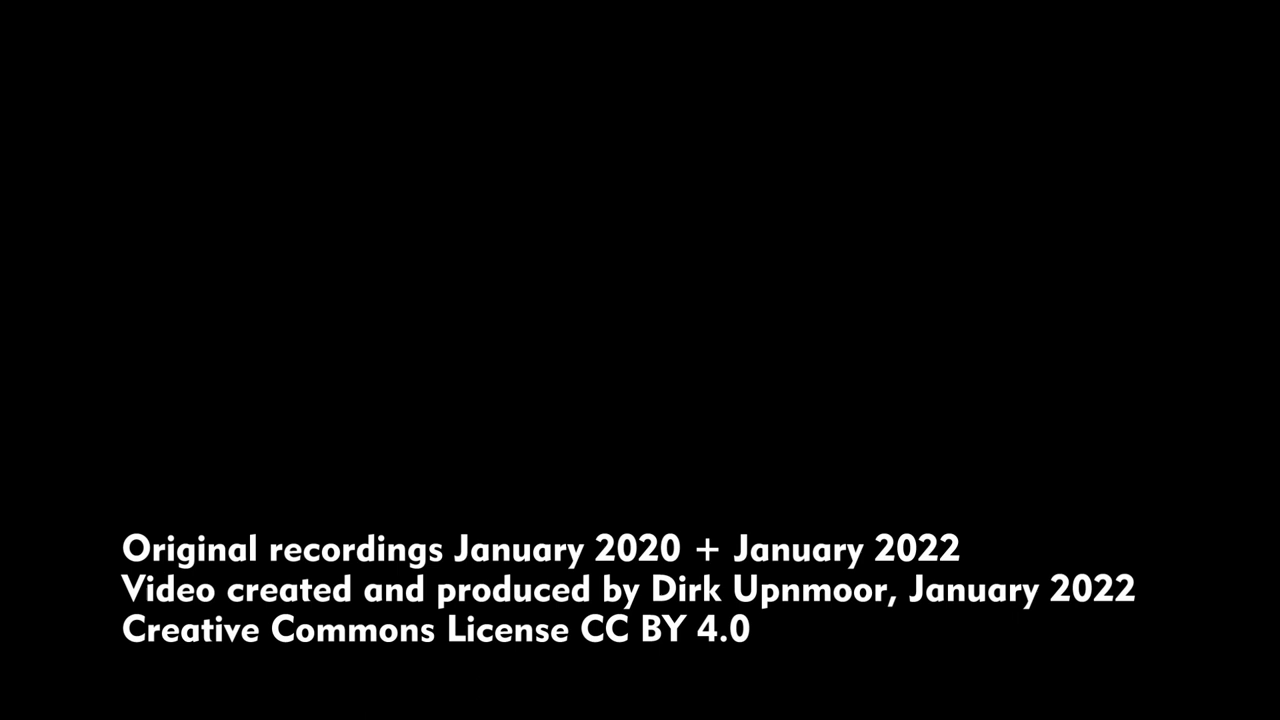 Original recordings January 2020 + January 2022
Video created and produced by Dirk Upnmoor, January 2022
Creative Commons License CC BY 4.0